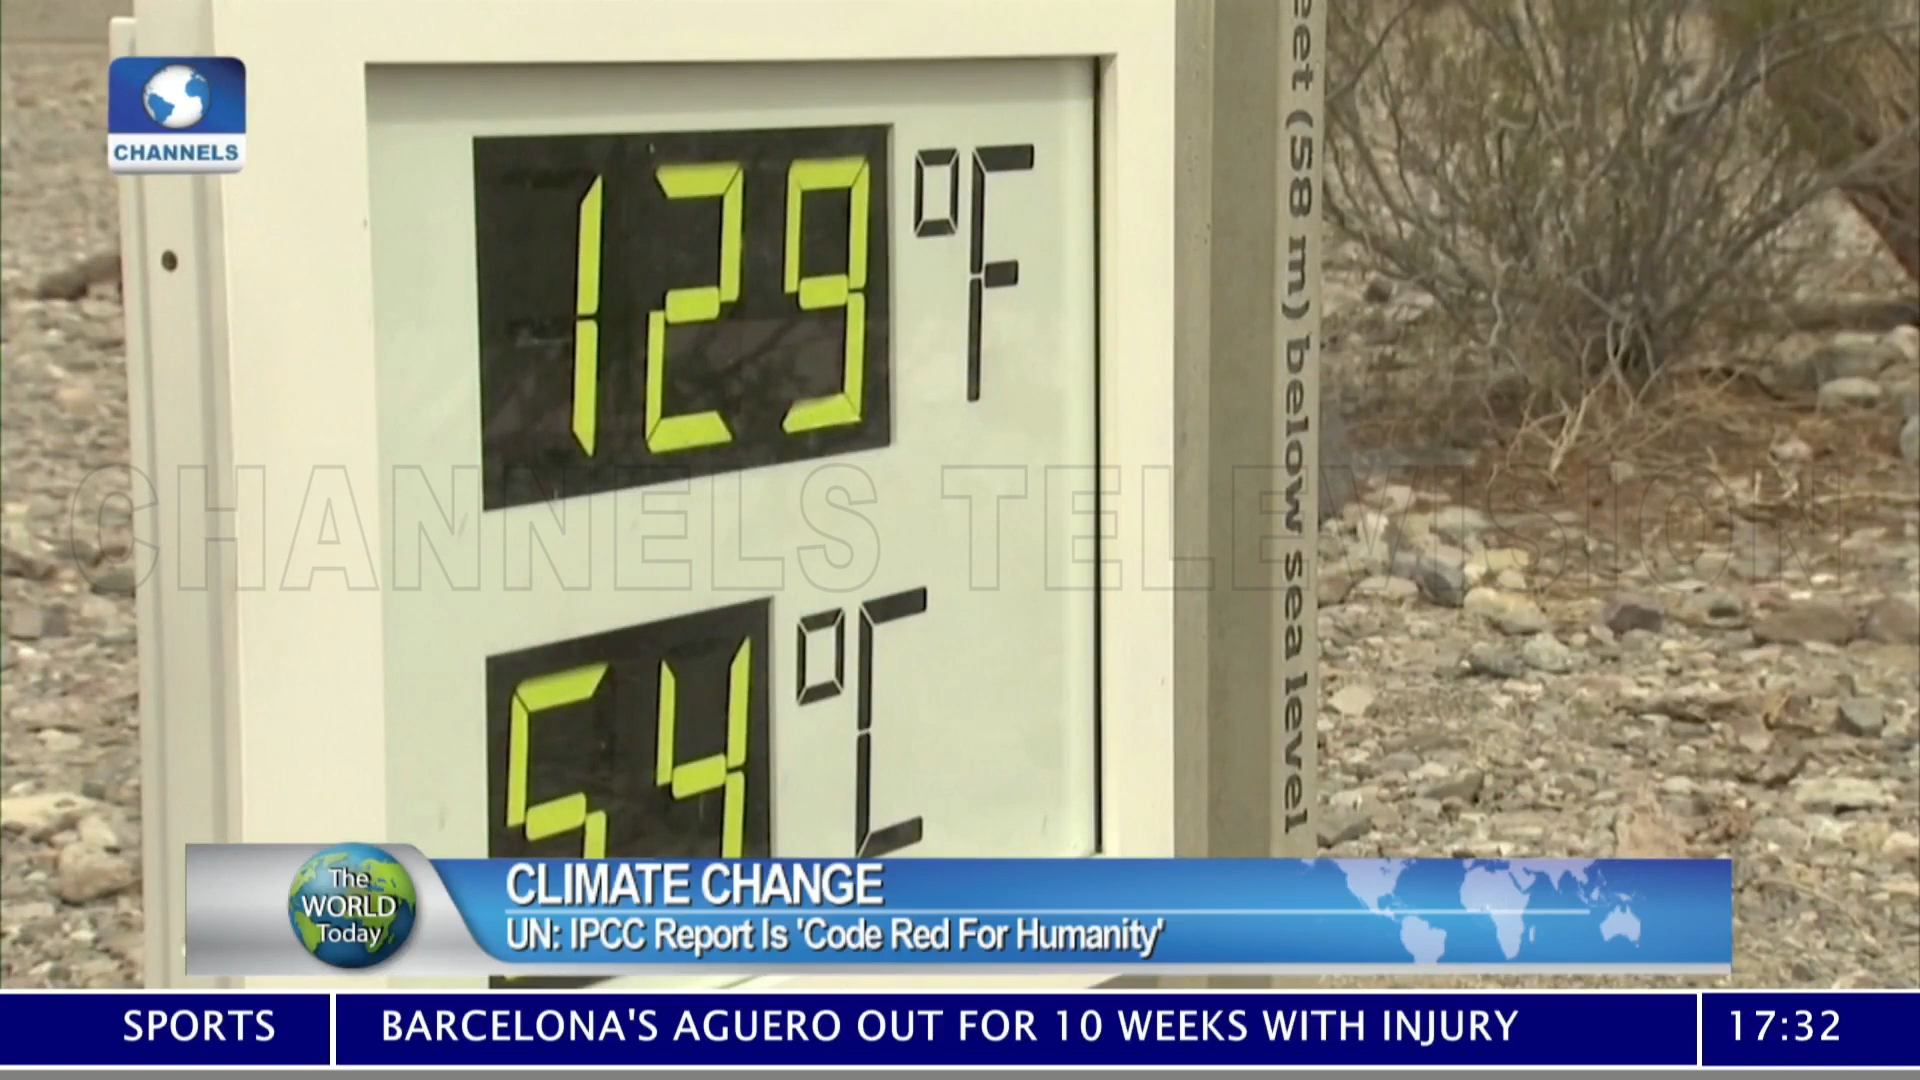 CHANNELS
129 °F
eet (58 m) below sea level
CHANNELS TELEVISION
54 °C
The
WORLD
Today
CLIMATE CHANGE
UN: IPCC Report Is 'Code Red For Humanity'
SPORTS
BARCELONA'S AGUERO OUT FOR 10 WEEKS WITH INJURY
17:32